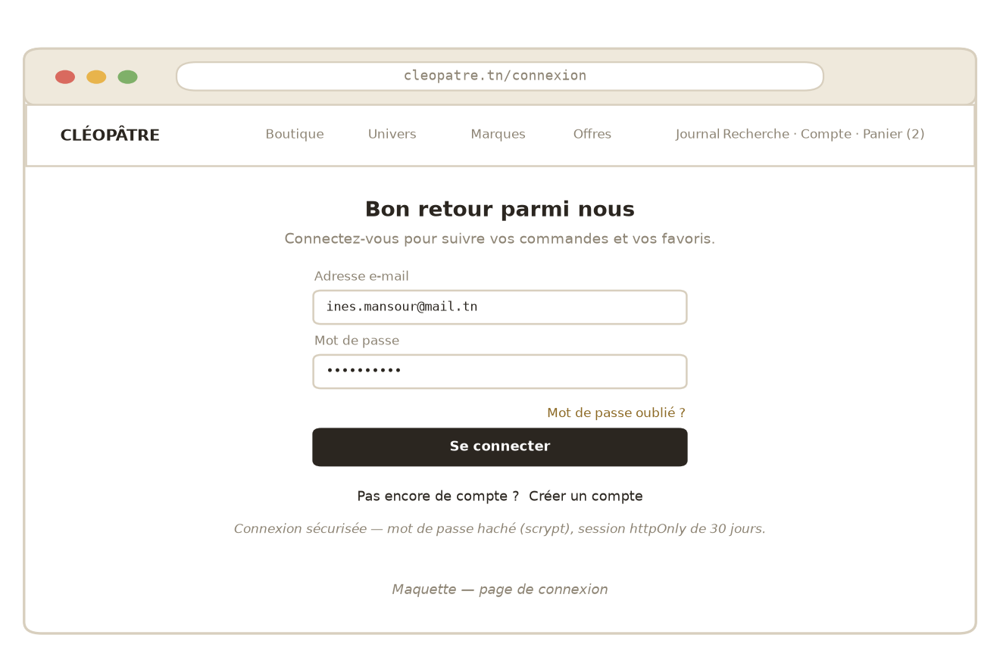 cleopatre.tn/connexion
CLÉOPÂTRE Boutique Univers Marques Offres Journal Recherche · Compte · Panier (2)
Bon retour parmi nous
Connectez-vous pour suivre vos commandes et vos favoris.
Adresse e-mail
ines.mansour@mail.tn
Mot de passe
••••••••••
Mot de passe oublié ?
Se connecter
Pas encore de compte ? Créer un compte
Connexion sécurisée — mot de passe haché (scrypt), session httpOnly de 30 jours.
Maquette — page de connexion